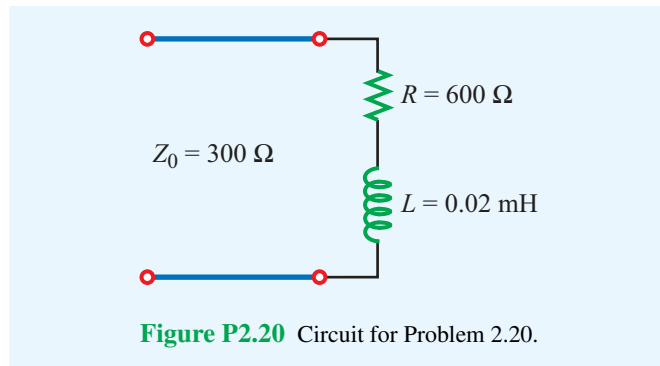 R = 600 Ω
Z₀ = 300 Ω
L = 0.02 mH
Figure P2.20 Circuit for Problem 2.20.